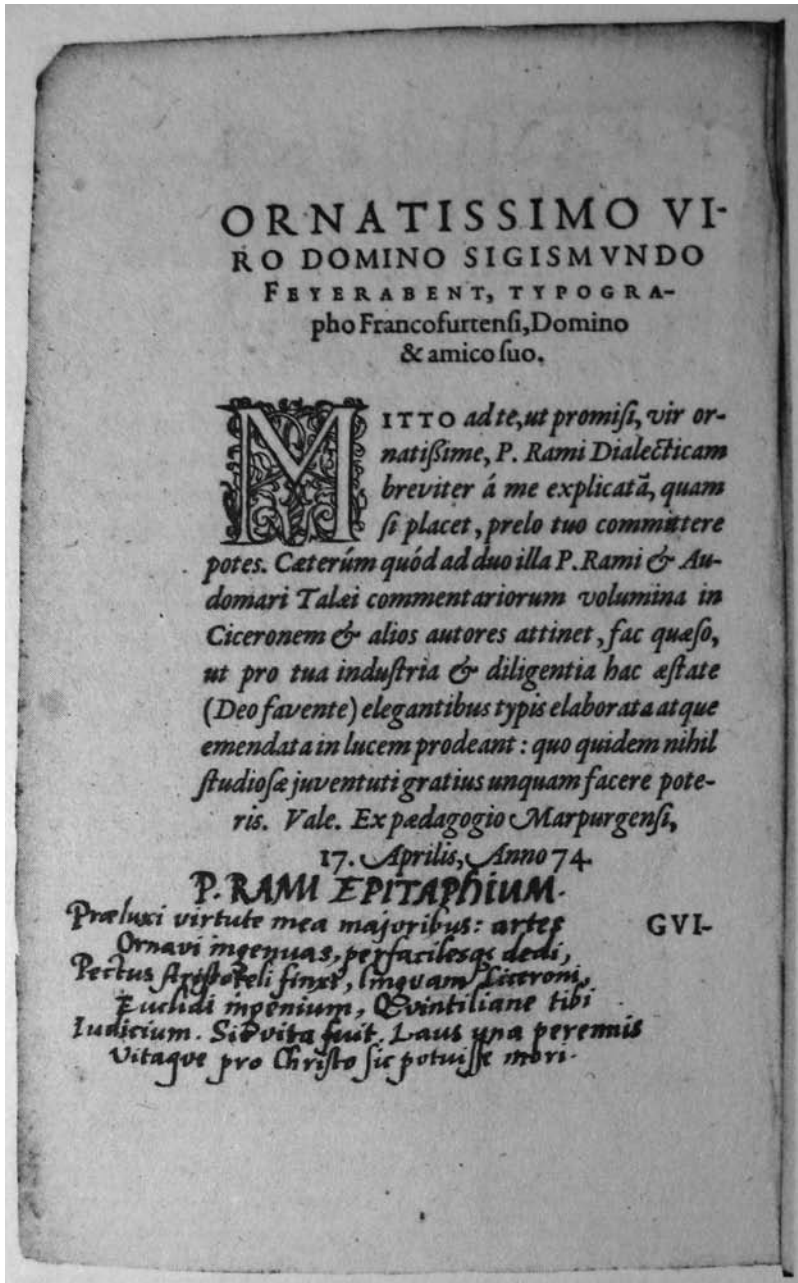 ORNATISSIMO VI-
RO DOMINO SIGISMVNDO
FEYERABENT, TYPOGRA-
pho Francofurtenſi, Domino
& amico ſuo.
MITTO ad te, ut promiſi, vir or-
natißime, P. Rami Dialecticam
breviter á me explicatã, quam
ſi placet, prelo tuo committere
potes. Cæterúm quód ad duo illa P. Rami & Au-
domari Talæi commentariorum volumina in
Ciceronem & alios autores attinet, fac quæſo,
ut pro tua induſtria & diligentia hac æſtate
(Deo favente) elegantibus typis elaborata atque
emendata in lucem prodeant: quo quidem nihil
ſtudioſæ juventuti gratius unquam facere pote-
ris. Vale. Ex pædagogio Marpurgenſi,
17. Aprilis, Anno 74.
P. RAMI EPITAPHIUM.
Præluxi virtute mea majoribus: artes
GVI-
Ornavi ingenuas, perfacilesq; dedi,
Pectus Ariſtoteli finxi, linguam Ciceroni,
Euclidi ingenium, Quintiliane tibi
Iudicium. Sic vita fuit. Laus una perennis
Vitaque pro Chriſto ſic potuiſſe mori.